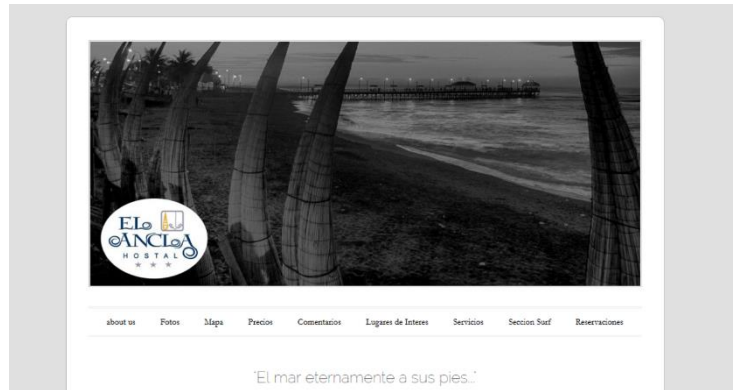 EL
ANCLA
HOSTAL
about us Fotos Mapa Precios Comentarios Lugares de Interes Servicios Seccion Surf Reservaciones
"El mar eternamente a sus pies..."